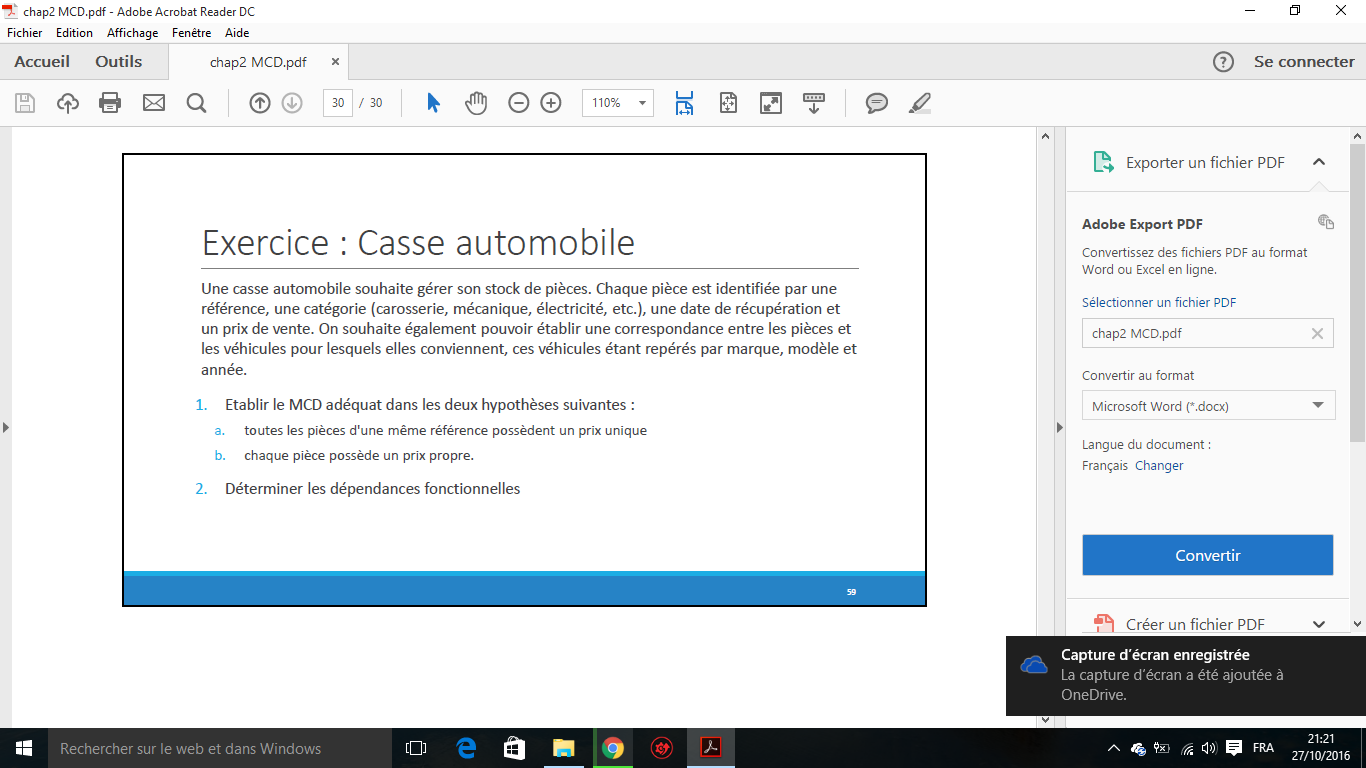 chap2 MCD.pdf - Adobe Acrobat Reader DC
Fichier Edition Affichage Fenêtre Aide
Accueil Outils chap2 MCD.pdf × ? Se connecter
30 / 30 110%
Exercice : Casse automobile
Une casse automobile souhaite gérer son stock de pièces. Chaque pièce est identifiée par une
référence, une catégorie (carosserie, mécanique, électricité, etc.), une date de récupération et
un prix de vente. On souhaite également pouvoir établir une correspondance entre les pièces et
les véhicules pour lesquels elles conviennent, ces véhicules étant repérés par marque, modèle et
année.
1. Etablir le MCD adéquat dans les deux hypothèses suivantes :
a. toutes les pièces d'une même référence possèdent un prix unique
b. chaque pièce possède un prix propre.
2. Déterminer les dépendances fonctionnelles
59
Exporter un fichier PDF
Adobe Export PDF
Convertissez des fichiers PDF au format
Word ou Excel en ligne.
Sélectionner un fichier PDF
chap2 MCD.pdf
Convertir au format
Microsoft Word (*.docx)
Langue du document :
Français Changer
Convertir
Créer un fichier PDF
Capture d'écran enregistrée
La capture d'écran a été ajoutée à
OneDrive.
Rechercher sur le web et dans Windows
FRA
21:21
27/10/2016